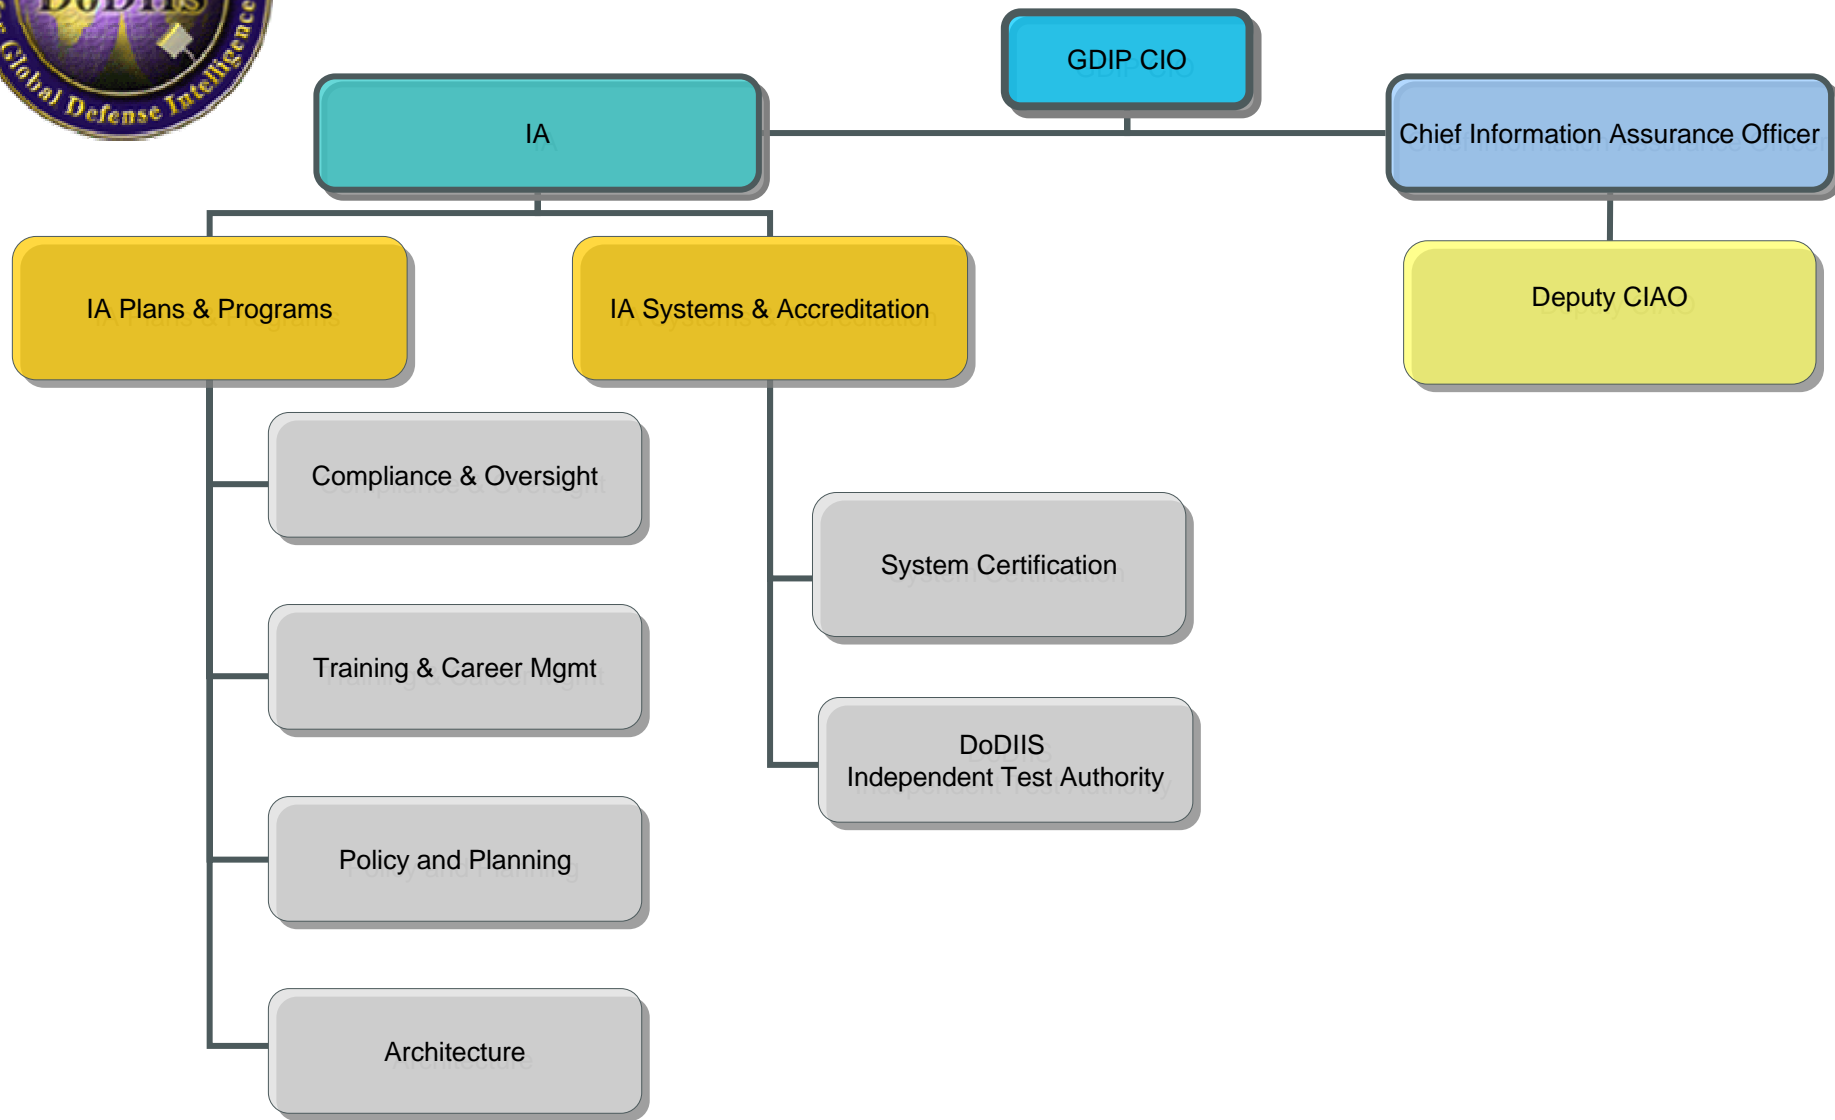 DoDIIS
Global Defense Intelligence
GDIP CIO
IA
Chief Information Assurance Officer
IA Plans & Programs
IA Systems & Accreditation
Deputy CIAO
Compliance & Oversight
System Certification
Training & Career Mgmt
DoDIIS
Independent Test Authority
Policy and Planning
Architecture